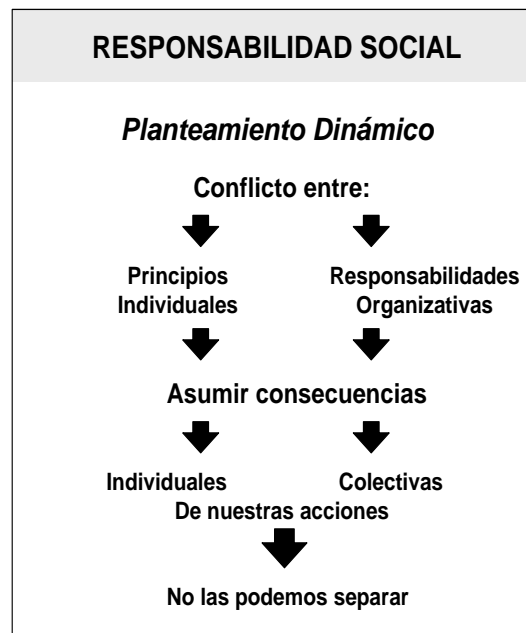 RESPONSABILIDAD SOCIAL
Planteamiento Dinámico
Conflicto entre:
Principios
Individuales
Responsabilidades
Organizativas
Asumir consecuencias
Individuales
Colectivas
De nuestras acciones
No las podemos separar